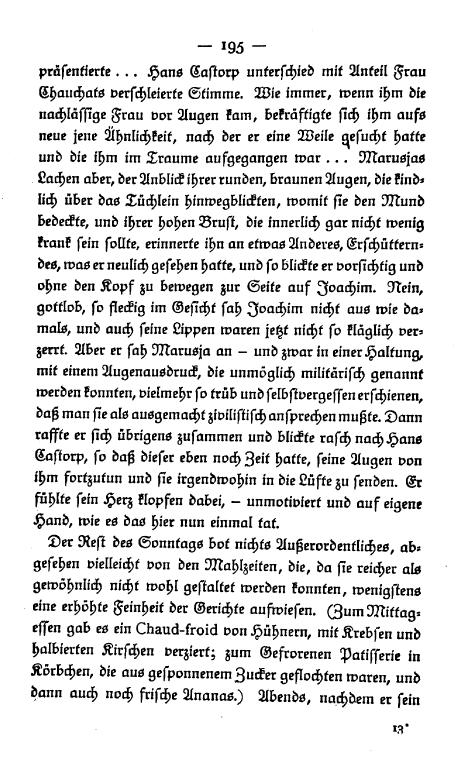 — 195 —
präsentierte ... Hans Castorp unterschied mit Anteil Frau
Chauchats verschleierte Stimme. Wie immer, wenn ihm die
nachlässige Frau vor Augen kam, bekräftigte sich ihm aufs
neue jene Ähnlichkeit, nach der er eine Weile gesucht hatte
und die ihm im Traume aufgegangen war ... Marusjas
Lachen aber, der Anblick ihrer runden, braunen Augen, die kind-
lich über das Tüchlein hinwegblickten, womit sie den Mund
bedeckte, und ihrer hohen Brust, die innerlich gar nicht wenig
krank sein sollte, erinnerte ihn an etwas Anderes, Erschüttern-
des, was er neulich gesehen hatte, und so blickte er vorsichtig und
ohne den Kopf zu bewegen zur Seite auf Joachim. Nein,
gottlob, so fleckig im Gesicht sah Joachim nicht aus wie da-
mals, und auch seine Lippen waren jetzt nicht so kläglich ver-
zerrt. Aber er sah Marusja an – und zwar in einer Haltung,
mit einem Augenausdruck, die unmöglich militärisch genannt
werden konnten, vielmehr so trüb und selbstvergessen erschienen,
daß man sie als ausgemacht zivilistisch ansprechen mußte. Dann
raffte er sich übrigens zusammen und blickte rasch nach Hans
Castorp, so daß dieser eben noch Zeit hatte, seine Augen von
ihm fortzutun und sie irgendwohin in die Lüfte zu senden. Er
fühlte sein Herz klopfen dabei, – unmotiviert und auf eigene
Hand, wie es das hier nun einmal tat.
Der Rest des Sonntags bot nichts Außerordentliches, ab-
gesehen vielleicht von den Mahlzeiten, die, da sie reicher als
gewöhnlich nicht wohl gestaltet werden konnten, wenigstens
eine erhöhte Feinheit der Gerichte aufwiesen. (Zum Mittag-
essen gab es ein Chaud-froid von Hühnern, mit Krebsen und
halbierten Kirschen verziert; zum Gefrorenen Patisserie in
Körbchen, die aus gesponnenem Zucker geflochten waren, und
dann auch noch frische Ananas.) Abends, nachdem er sein
13*